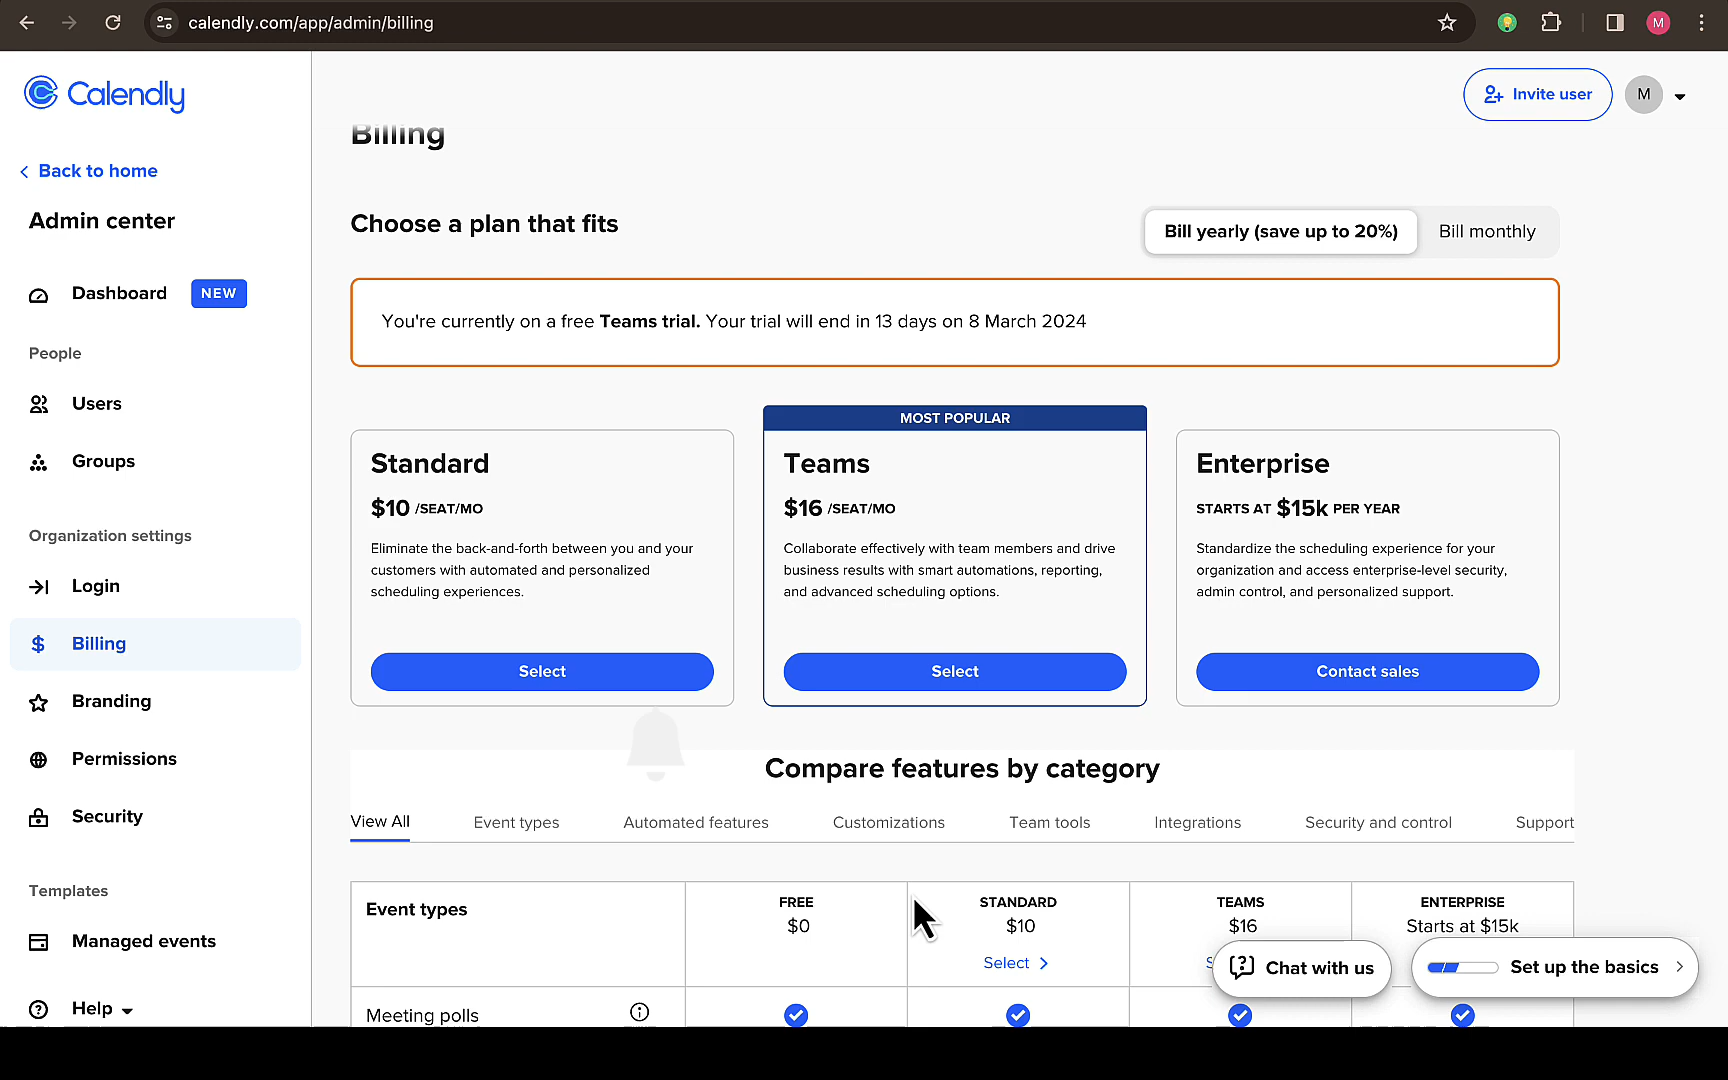 calendly.com/app/admin/billing
M
Calendly
Back to home
Admin center
Dashboard NEW
People
Users
Groups
Organization settings
Login
Billing
Branding
Permissions
Security
Templates
Managed events
Help
Invite user
M
Billing
Choose a plan that fits
Bill yearly (save up to 20%) Bill monthly
You're currently on a free Teams trial. Your trial will end in 13 days on 8 March 2024
Standard
$10 /SEAT/MO
Eliminate the back-and-forth between you and your
customers with automated and personalized
scheduling experiences.
Select
MOST POPULAR
Teams
$16 /SEAT/MO
Collaborate effectively with team members and drive
business results with smart automations, reporting,
and advanced scheduling options.
Select
Enterprise
STARTS AT $15k PER YEAR
Standardize the scheduling experience for your
organization and access enterprise-level security,
admin control, and personalized support.
Contact sales
Compare features by category
View All Event types Automated features Customizations Team tools Integrations Security and control Support
Event types
FREE
$0
STANDARD
$10
Select
TEAMS
$16
ENTERPRISE
Starts at $15k
Meeting polls
Chat with us
Set up the basics